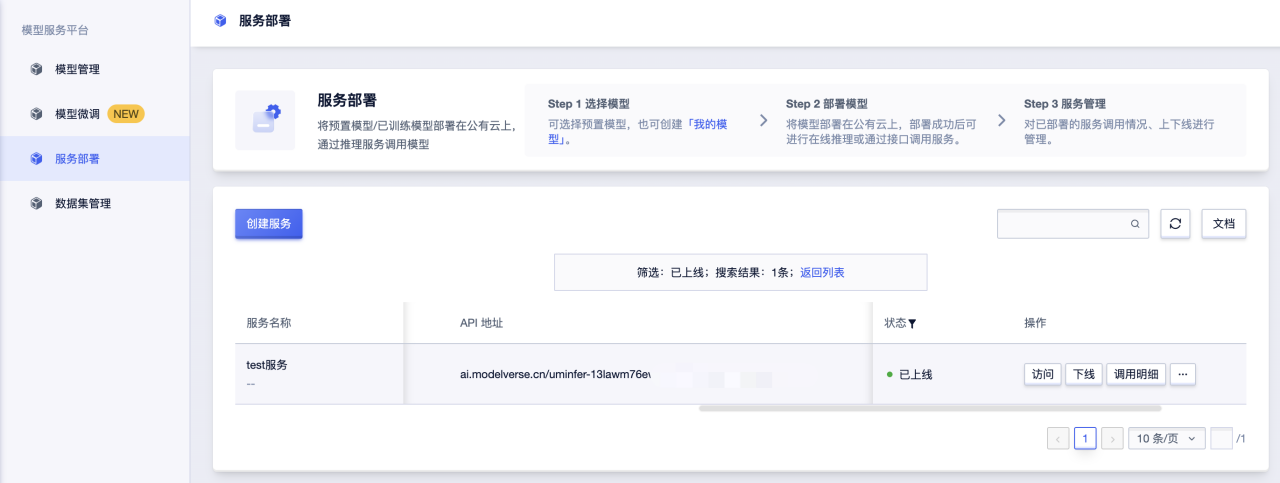 模型服务平台
模型管理
模型微调 NEW
服务部署
数据集管理
服务部署
服务部署
将预置模型/已训练模型部署在公有云上，
通过推理服务调用模型
Step 1 选择模型
可选择预置模型，也可创建「我的模
型」。
Step 2 部署模型
将模型部署在公有云上，部署成功后可
进行在线推理或通过接口调用服务。
Step 3 服务管理
对已部署的服务调用情况、上下线进行
管理。
创建服务
文档
筛选：已上线；搜索结果：1条；返回列表
服务名称 API 地址 状态 操作
test服务
--
ai.modelverse.cn/uminfer-13lawm76ev
已上线
访问 下线 调用明细 ···
1 10 条/页 /1